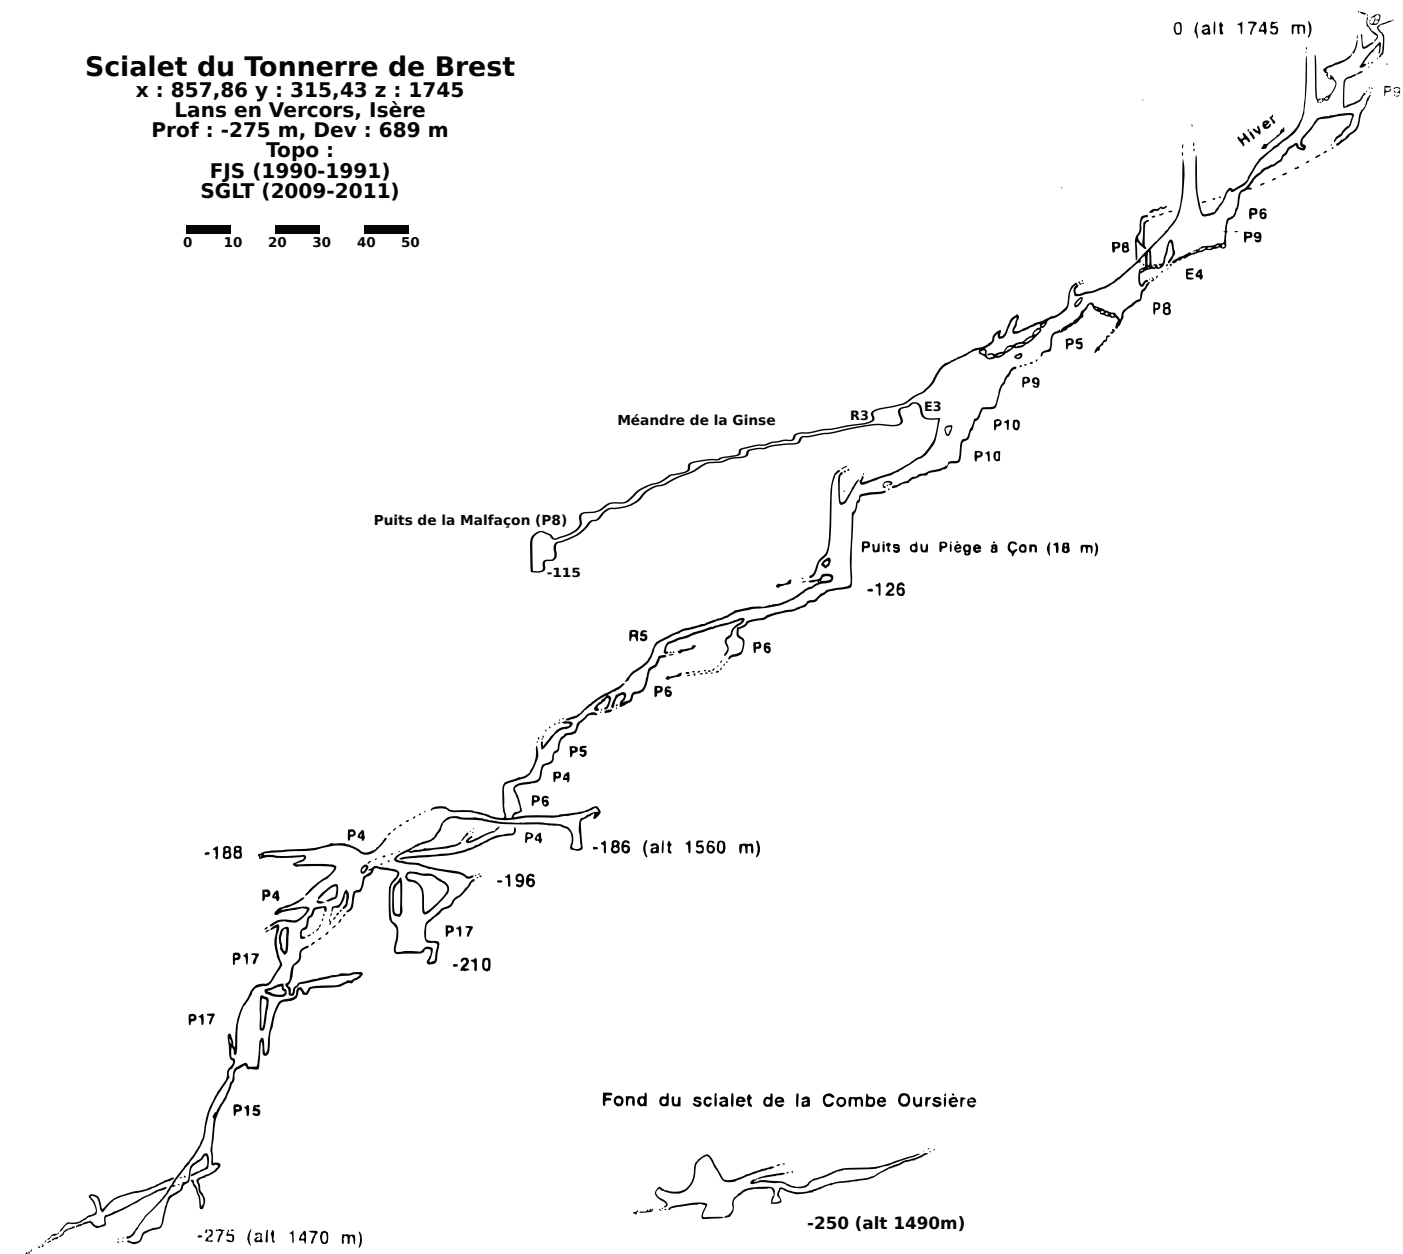 0 (alt 1745 m)
Scialet du Tonnerre de Brest
x : 857,86 y : 315,43 z : 1745
Lans en Vercors, Isère
Prof : -275 m, Dev : 689 m
Topo :
FJS (1990-1991)
SGLT (2009-2011)
0 10 20 30 40 50
P9
Hiver
P6
P9
P8
E4
P8
P5
P9
Méandre de la Ginse
R3
E3
P10
P10
Puits de la Malfaçon (P8)
-115
Puits du Piège à Çon (18 m)
-126
R5
P6
P6
P5
P4
P6
P4
P4
-188
-186 (alt 1560 m)
-196
P4
P17
P17
-210
P17
P15
Fond du scialet de la Combe Oursière
-275 (alt 1470 m)
-250 (alt 1490m)